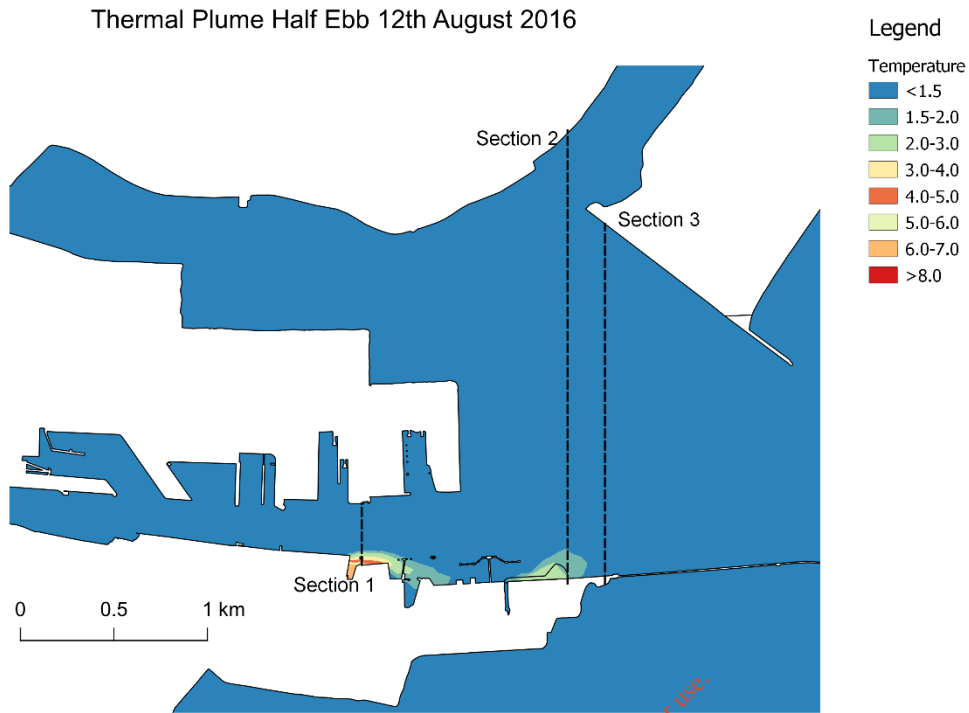 Thermal Plume Half Ebb 12th August 2016
Legend
Temperature
<1.5
1.5-2.0
2.0-3.0
3.0-4.0
4.0-5.0
5.0-6.0
6.0-7.0
>8.0
Section 2
Section 3
Section 1
0 0.5 1 km
use.